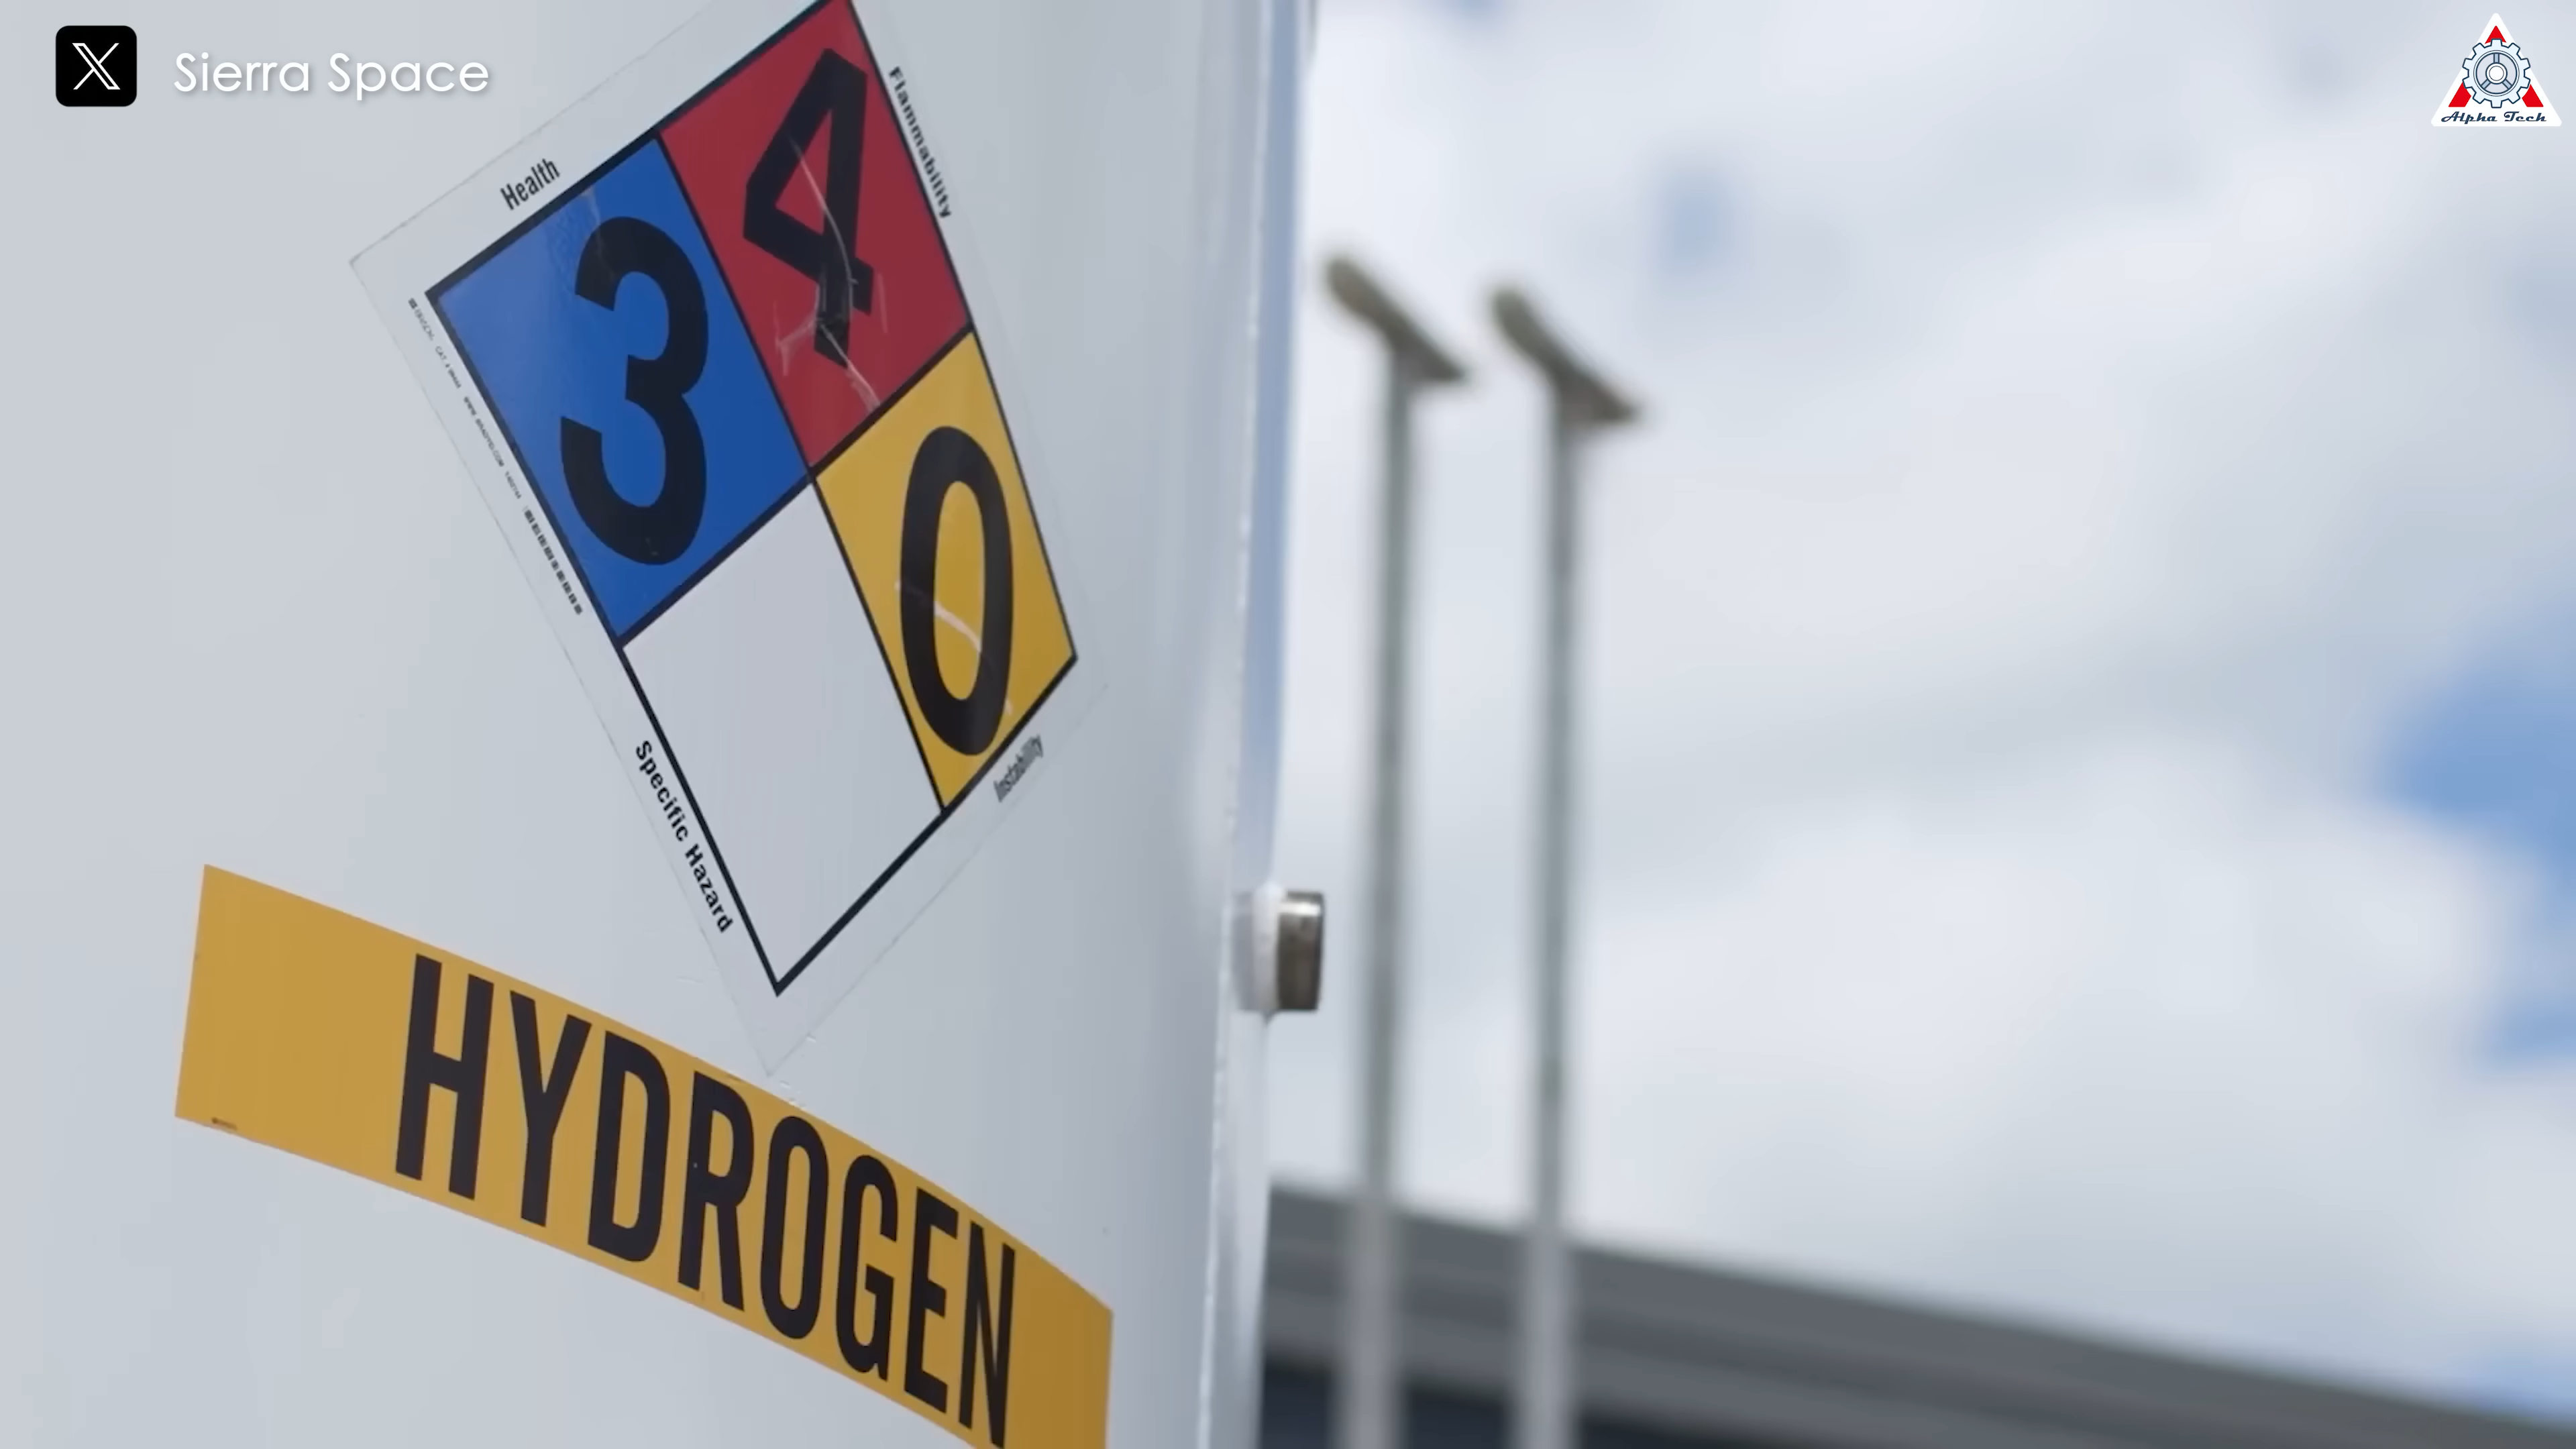 Sierra Space
Alpha Tech
Health
Flammability
3
4
0
Specific Hazard
Instability
HYDROGEN